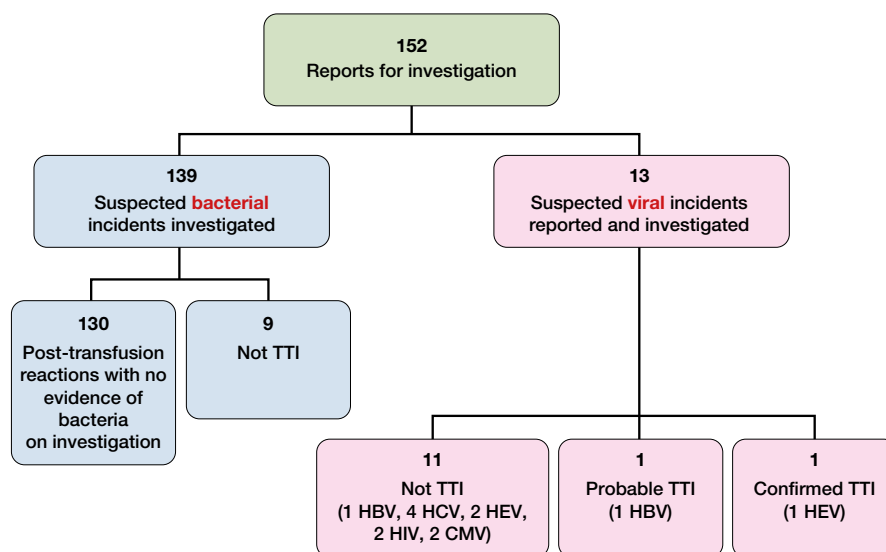 152
Reports for investigation
139
Suspected bacterial
incidents investigated
13
Suspected viral incidents
reported and investigated
130
Post-transfusion
reactions with no
evidence of
bacteria
on investigation
9
Not TTI
11
Not TTI
(1 HBV, 4 HCV, 2 HEV,
2 HIV, 2 CMV)
1
Probable TTI
(1 HBV)
1
Confirmed TTI
(1 HEV)